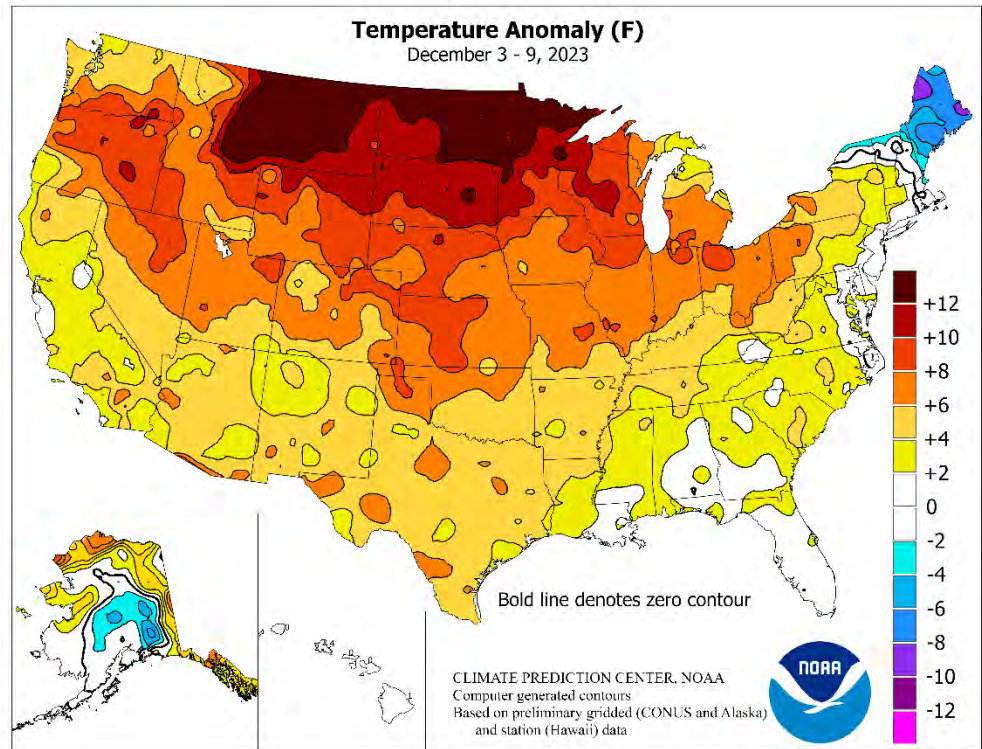 Temperature Anomaly (F)
December 3 - 9, 2023
+12
+10
+8
+6
+4
+2
0
-2
-4
-6
-8
-10
-12
Bold line denotes zero contour
CLIMATE PREDICTION CENTER, NOAA
Computer generated contours
Based on preliminary gridded (CONUS and Alaska)
and station (Hawaii) data
NOAA